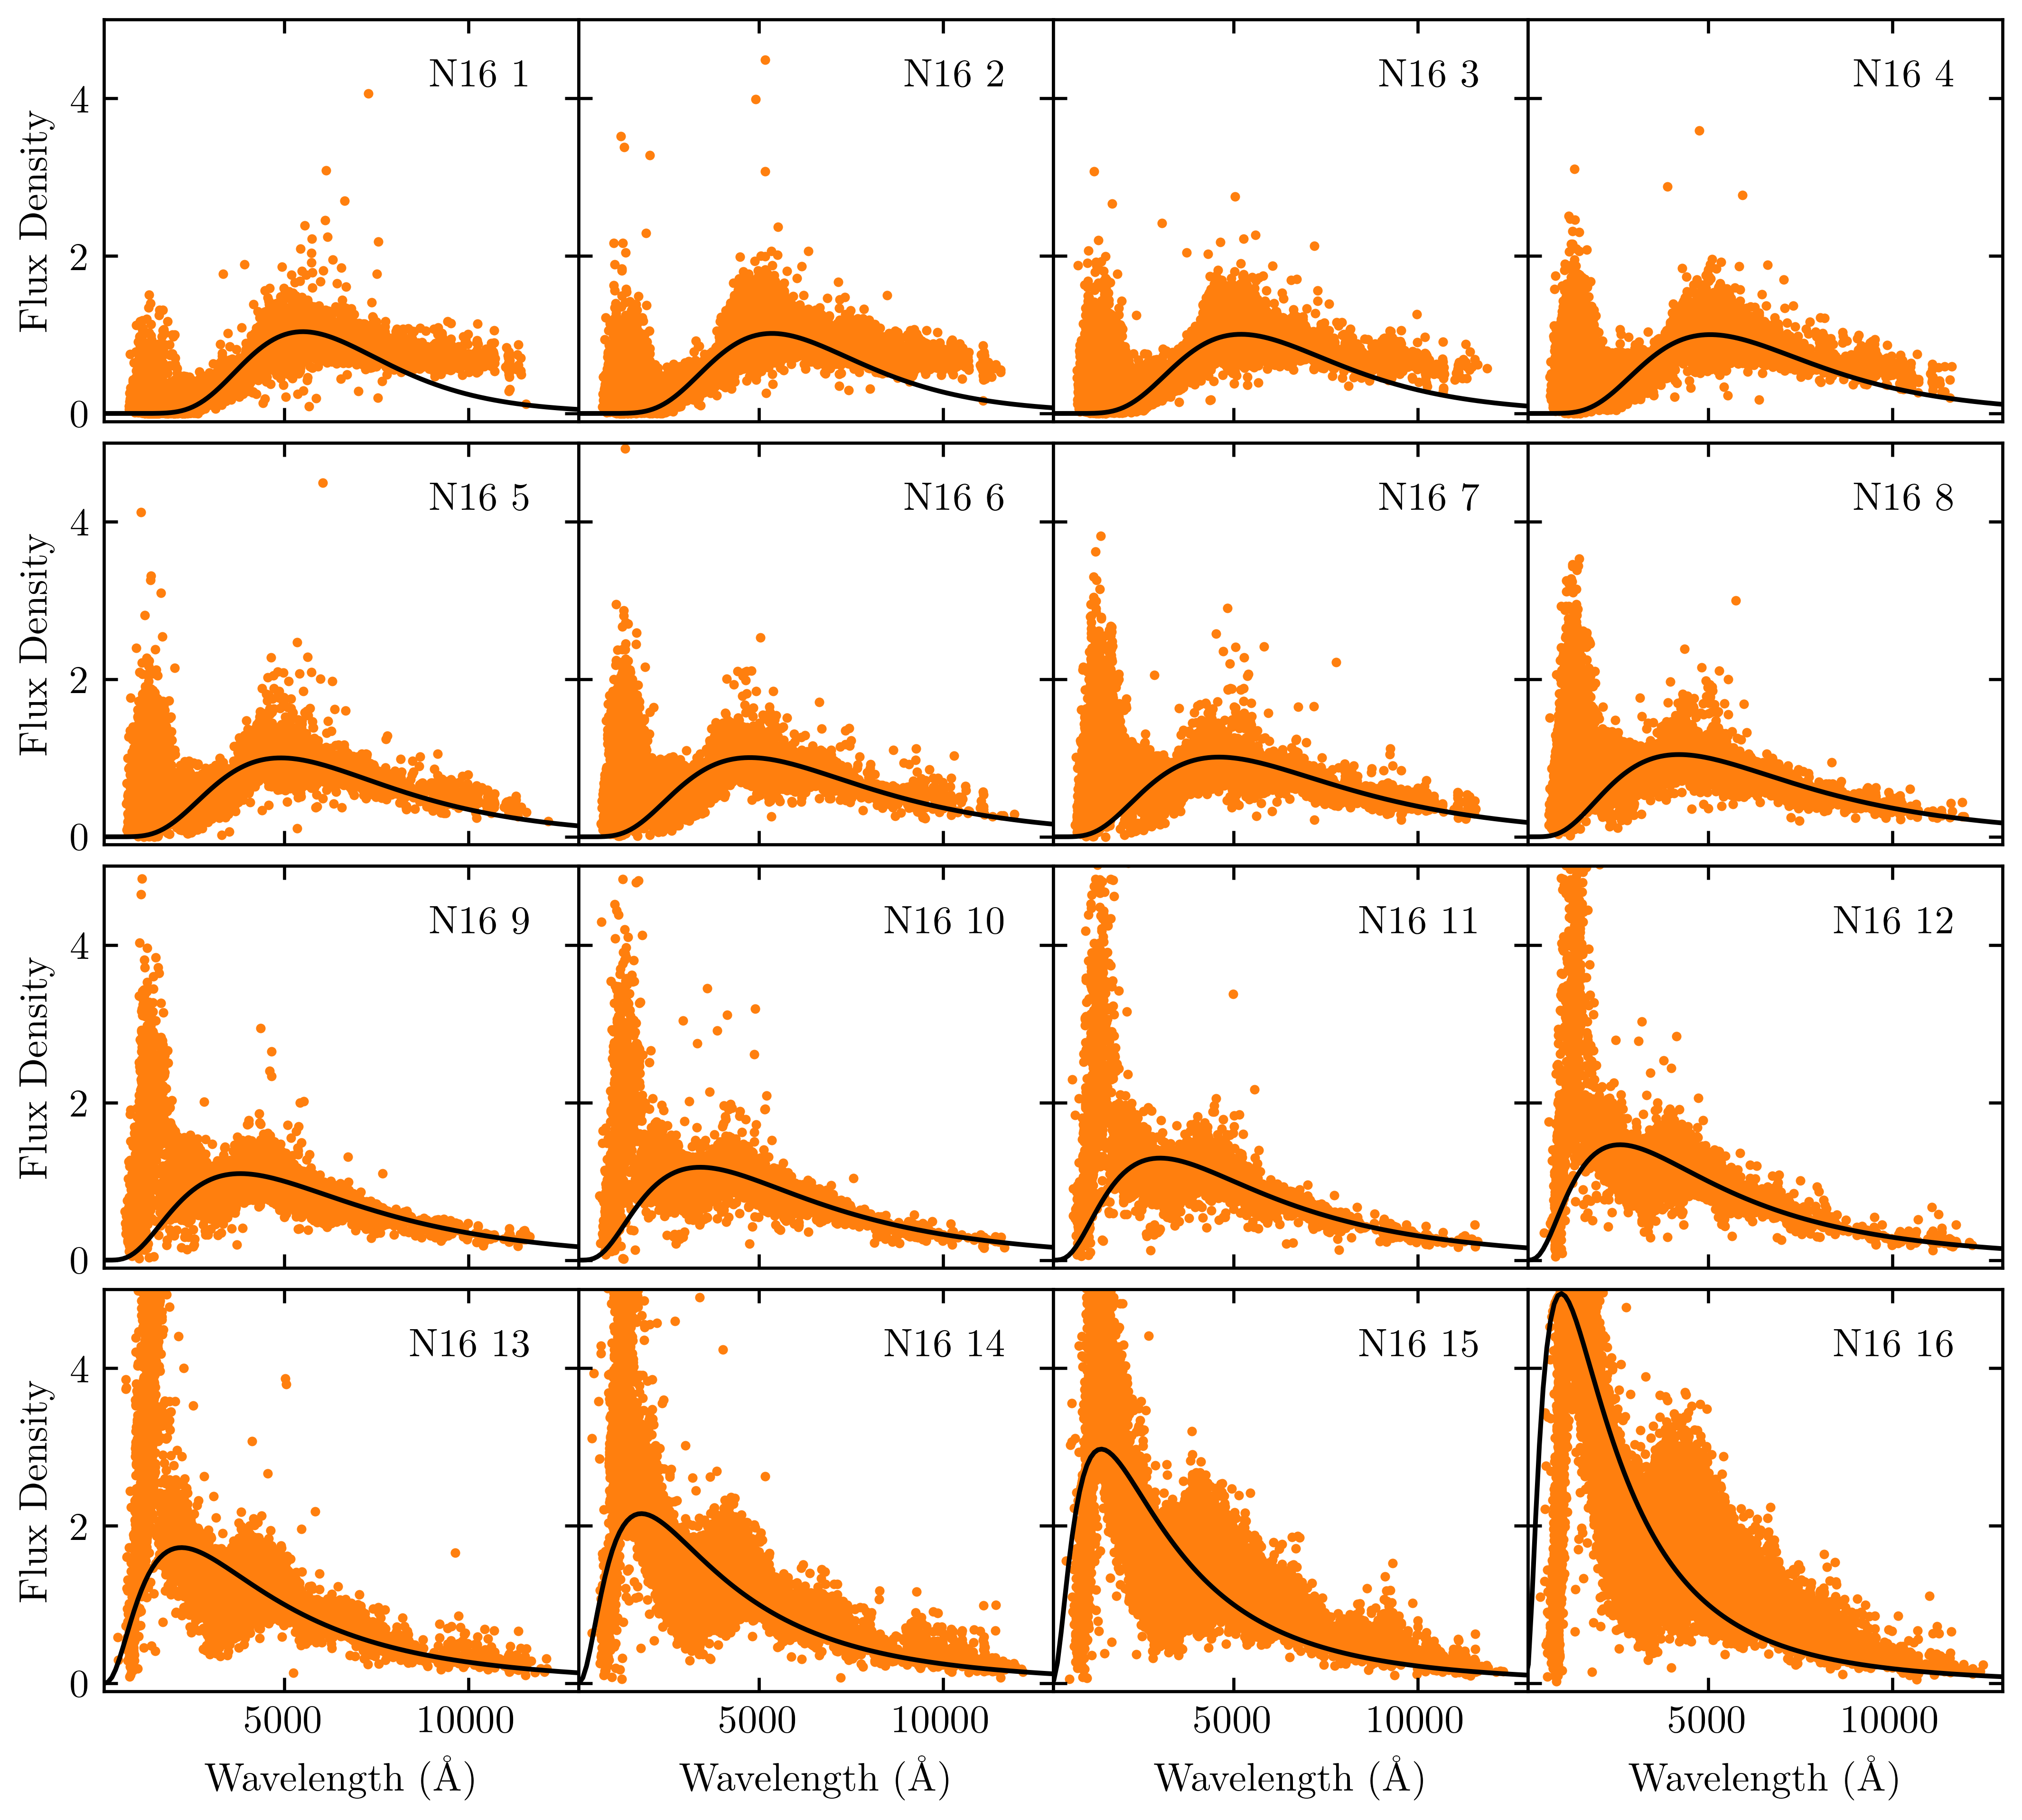 N16 1 N16 2 N16 3 N16 4
4
2
0
Flux Density
N16 5 N16 6 N16 7 N16 8
4
2
0
Flux Density
N16 9 N16 10 N16 11 N16 12
4
2
0
Flux Density
N16 13 N16 14 N16 15 N16 16
4
2
0
Flux Density
5000 10000 5000 10000 5000 10000 5000 10000
Wavelength (Å) Wavelength (Å) Wavelength (Å) Wavelength (Å)